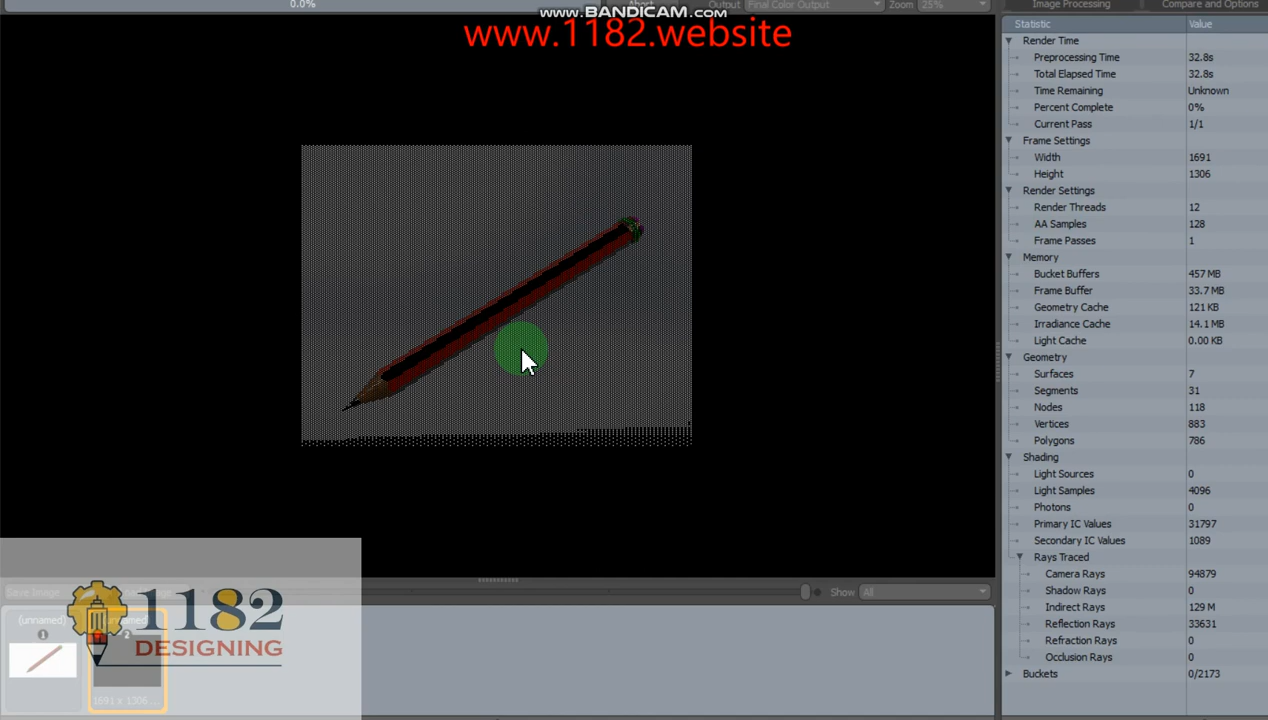 0.0%
Abort
Output Final Color Output
Zoom 25%
www.BANDICAM.com
Image Processing
Compare and Options
www.1182.website
Statistic Value
Render Time
Preprocessing Time 32.8s
Total Elapsed Time 32.8s
Time Remaining Unknown
Percent Complete 0%
Current Pass 1/1
Frame Settings
Width 1691
Height 1306
Render Settings
Render Threads 12
AA Samples 128
Frame Passes 1
Memory
Bucket Buffers 457 MB
Frame Buffer 33.7 MB
Geometry Cache 121 KB
Irradiance Cache 14.1 MB
Light Cache 0.00 KB
Geometry
Surfaces 7
Segments 31
Nodes 118
Vertices 883
Polygons 786
Shading
Light Sources 0
Light Samples 4096
Photons 0
Primary IC Values 31797
Secondary IC Values 1089
Rays Traced
Camera Rays 94879
Shadow Rays 0
Indirect Rays 129 M
Reflection Rays 33631
Refraction Rays 0
Occlusion Rays 0
Buckets 0/2173
Save Image
Show All
(unnamed)
1
2
1691 x 1306...
1182
DESIGNING